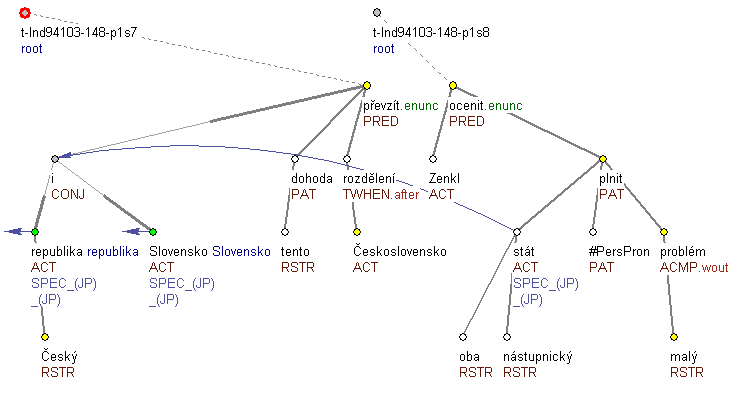 t-lnd94103-148-p1s7 t-lnd94103-148-p1s8
root root
převzít.enunc ocenit.enunc
PRED PRED
i dohoda rozdělení Zenkl plnit
CONJ PAT TWHEN.after ACT PAT
republika republika Slovensko Slovensko tento Československo stát #PersPron problém
ACT ACT RSTR ACT ACT PAT ACMP.wout
SPEC_(JP) SPEC_(JP) SPEC_(JP)
_(JP) _(JP) _(JP)
Český oba nástupnický malý
RSTR RSTR RSTR RSTR